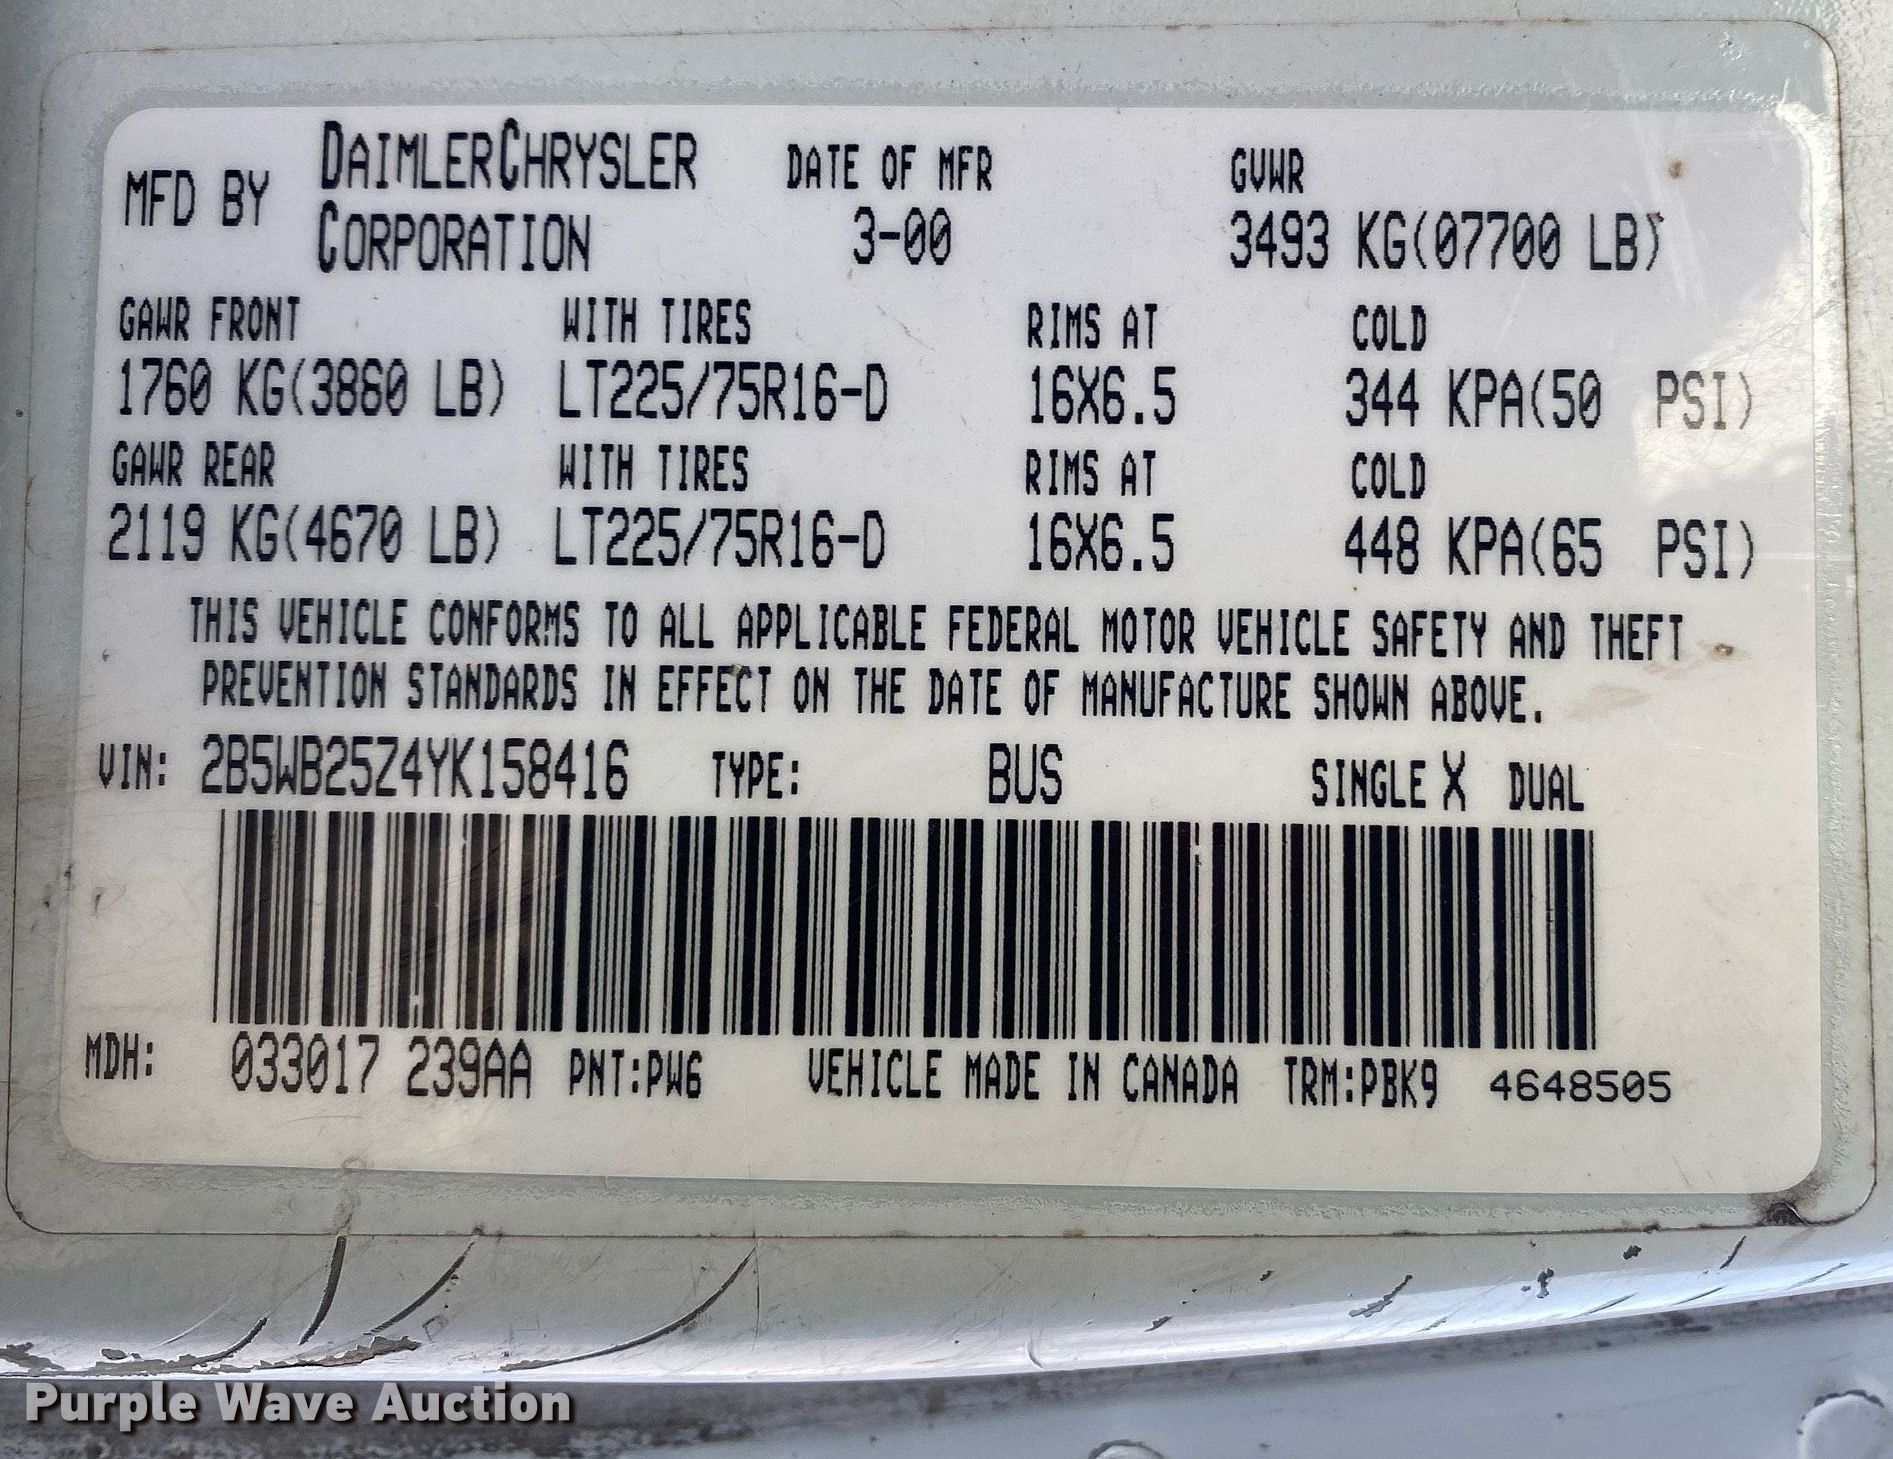 MFD BY DAIMLERCHRYSLER CORPORATION DATE OF MFR 3-00 GVWR 3493 KG(07700 LB)
GAWR FRONT WITH TIRES RIMS AT COLD
1760 KG(3860 LB) LT225/75R16-D 16X6.5 344 KPA(50 PSI)
GAWR REAR WITH TIRES RIMS AT COLD
2119 KG(4670 LB) LT225/75R16-D 16X6.5 448 KPA(65 PSI)
THIS VEHICLE CONFORMS TO ALL APPLICABLE FEDERAL MOTOR VEHICLE SAFETY AND THEFT
PREVENTION STANDARDS IN EFFECT ON THE DATE OF MANUFACTURE SHOWN ABOVE.
VIN: 2B5WB25Z4YK158416 TYPE: BUS SINGLE X DUAL
MDH: 033017 239AA PNT:PW6 VEHICLE MADE IN CANADA TRM:PBK9 4648505
Purple Wave Auction